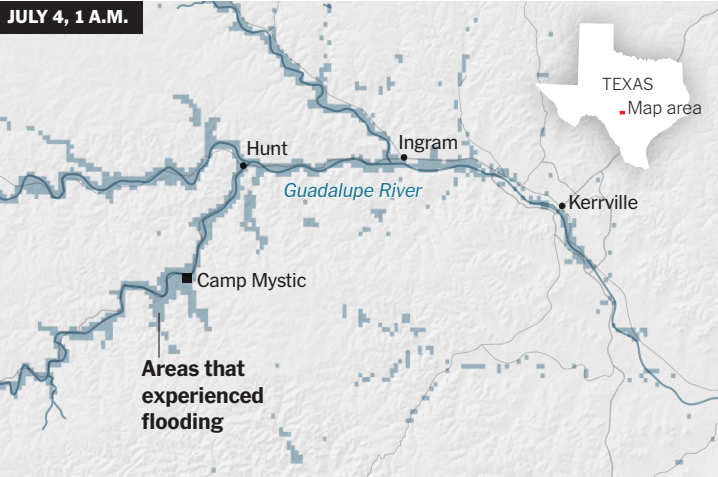 JULY 4, 1 A.M.
TEXAS
Map area
Hunt
Ingram
Guadalupe River
Kerrville
Camp Mystic
Areas that
experienced
flooding